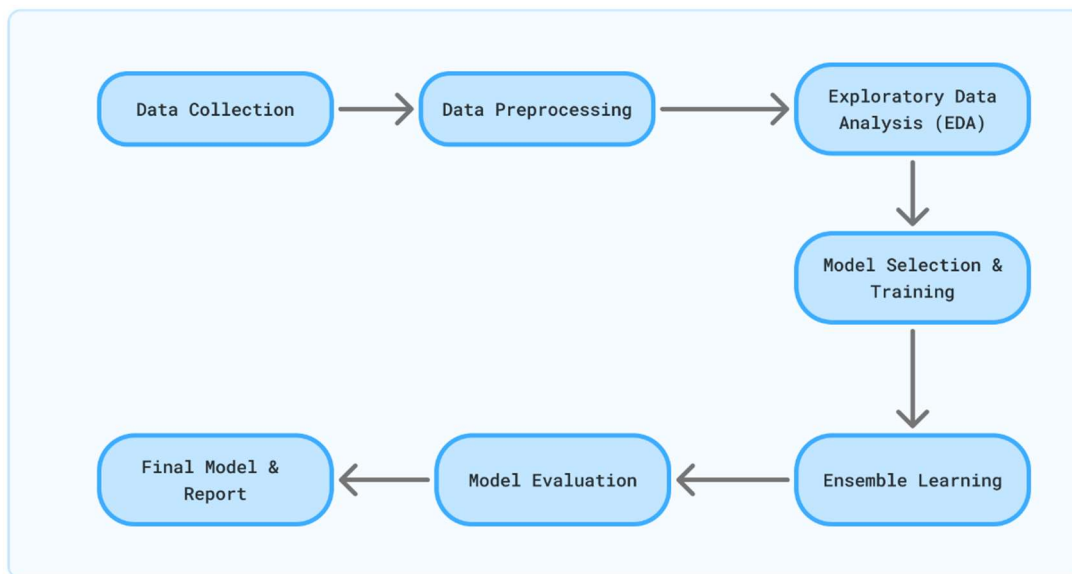 Data Collection
Data Preprocessing
Exploratory Data
Analysis (EDA)
Model Selection &
Training
Ensemble Learning
Model Evaluation
Final Model &
Report